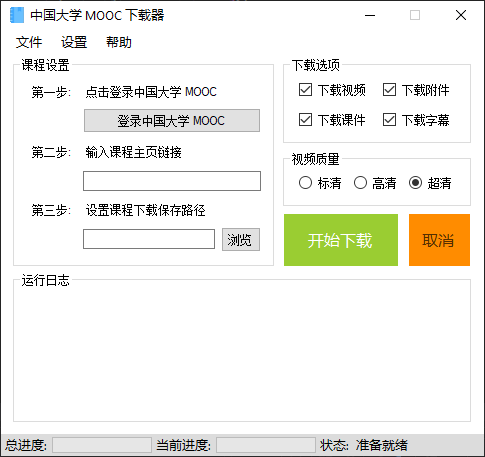 中国大学 MOOC 下载器
文件 设置 帮助
课程设置
第一步: 点击登录中国大学 MOOC
登录中国大学 MOOC
第二步: 输入课程主页链接
第三步: 设置课程下载保存路径
浏览
下载选项
下载视频 下载附件
下载课件 下载字幕
视频质量
标清 高清 超清
开始下载 取消
运行日志
总进度: 当前进度: 状态: 准备就绪